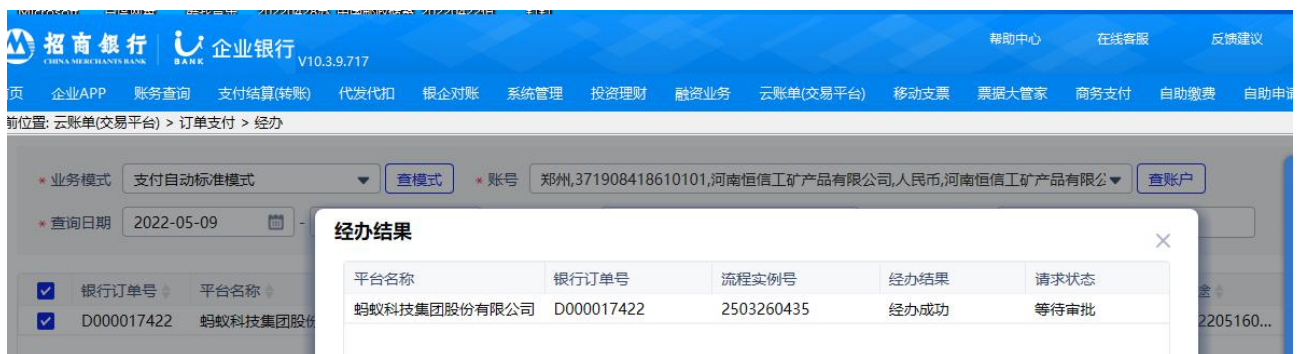 招商银行 企业银行 V10.3.9.717 帮助中心 在线客服 反馈建议
CHINA MERCHANTS BANK BANK
页 企业APP 账务查询 支付结算(转账) 代发代扣 银企对账 系统管理 投资理财 融资业务 云账单(交易平台) 移动支票 票据大管家 商务支付 自助缴费 自助申请
前位置: 云账单(交易平台) > 订单支付 > 经办
* 业务模式 支付自动标准模式 查模式 * 账号 郑州,371908418610101,河南恒信工矿产品有限公司,人民币,河南恒信工矿产品有限公 查账户
* 查询日期 2022-05-09 -
经办结果
平台名称 银行订单号 流程实例号 经办结果 请求状态
蚂蚁科技集团股份有限公司 D000017422 2503260435 经办成功 等待审批
银行订单号 平台名称
D000017422 蚂蚁科技集团股份 2205160...